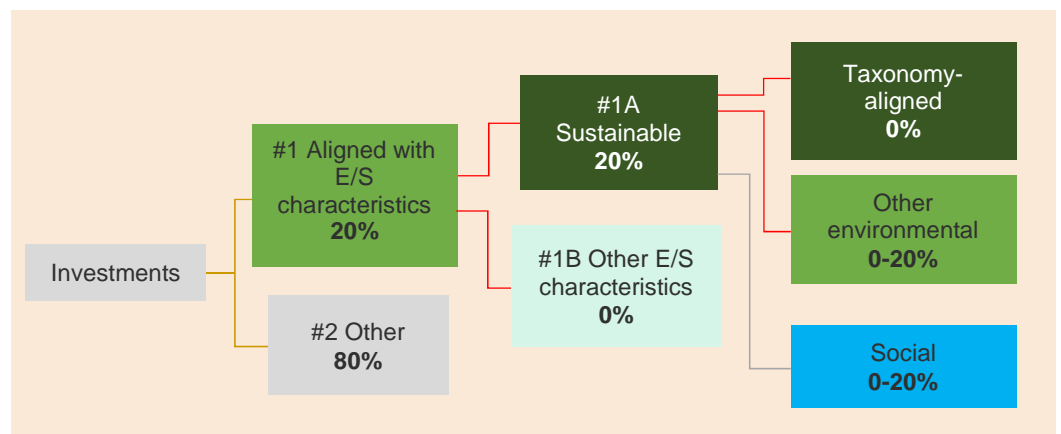 Investments
#1 Aligned with
E/S
characteristics
20%
#2 Other
80%
#1A
Sustainable
20%
#1B Other E/S
characteristics
0%
Taxonomy-
aligned
0%
Other
environmental
0-20%
Social
0-20%